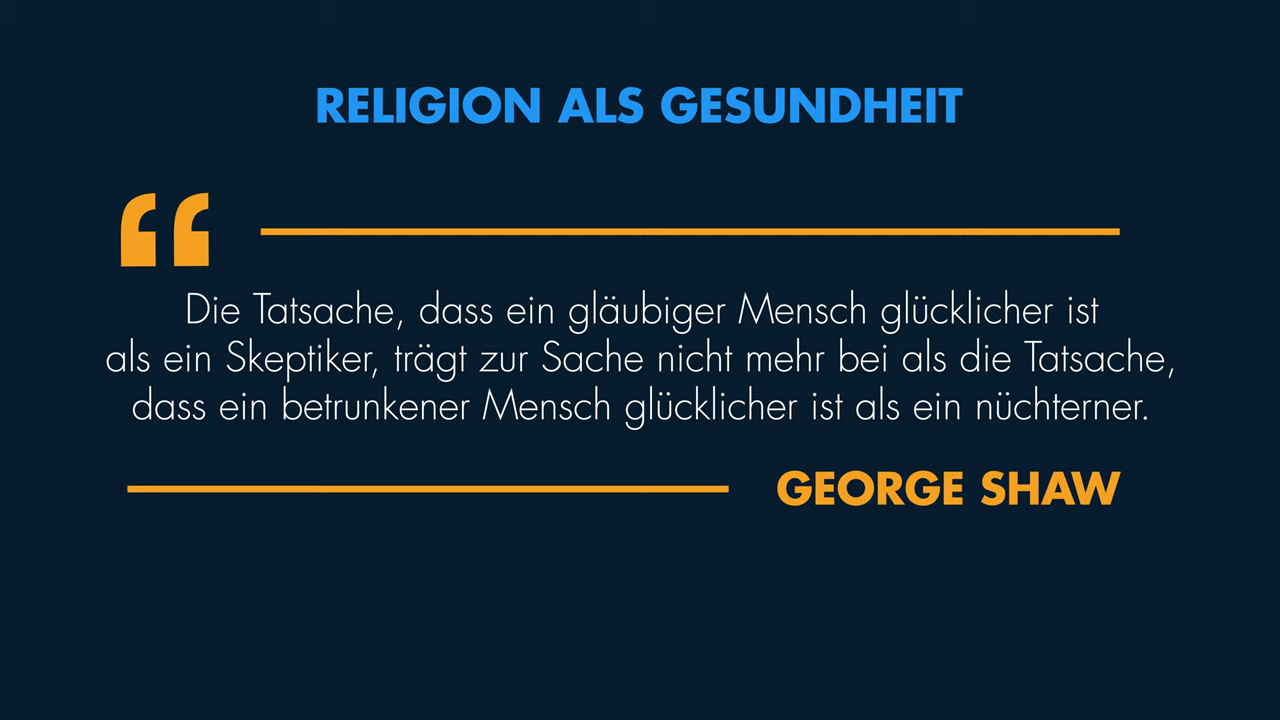 RELIGION ALS GESUNDHEIT
“
Die Tatsache, dass ein gläubiger Mensch glücklicher ist
als ein Skeptiker, trägt zur Sache nicht mehr bei als die Tatsache,
dass ein betrunkener Mensch glücklicher ist als ein nüchterner.
GEORGE SHAW